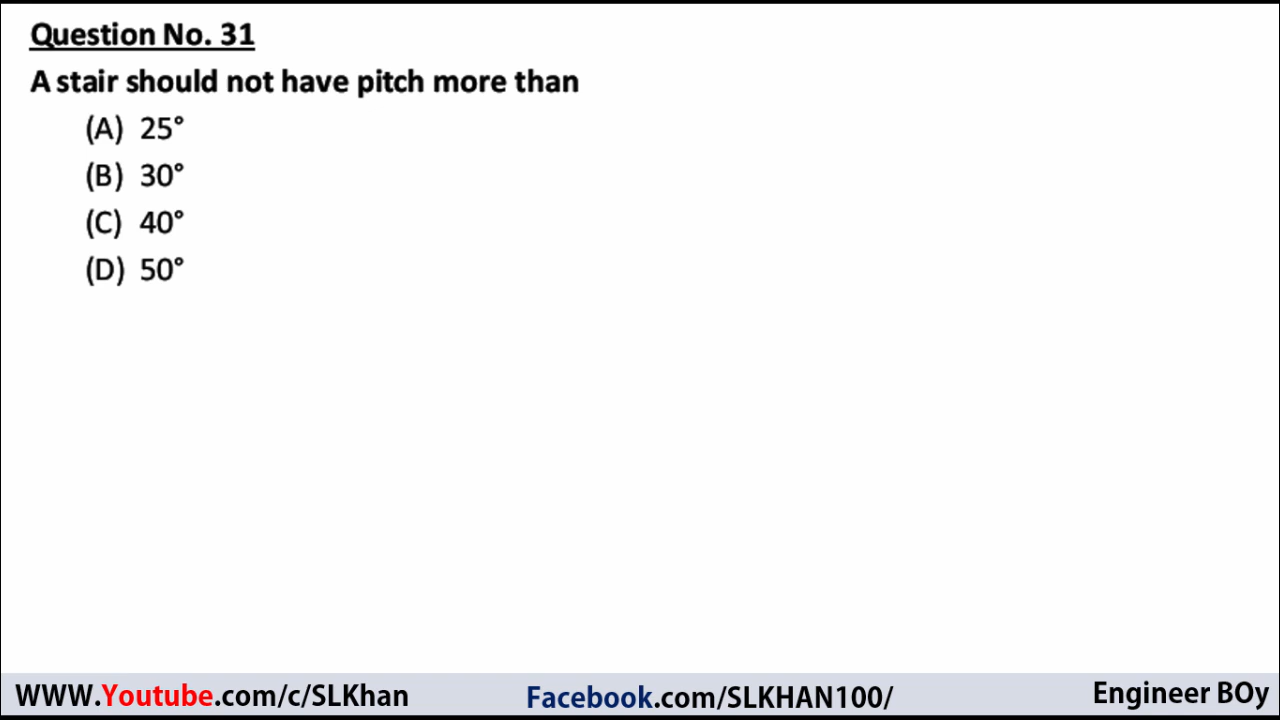 Question No. 31
A stair should not have pitch more than
(A) 25°
(B) 30°
(C) 40°
(D) 50°
WWW.Youtube.com/c/SLKhan
Facebook.com/SLKHAN100/
Engineer BOy